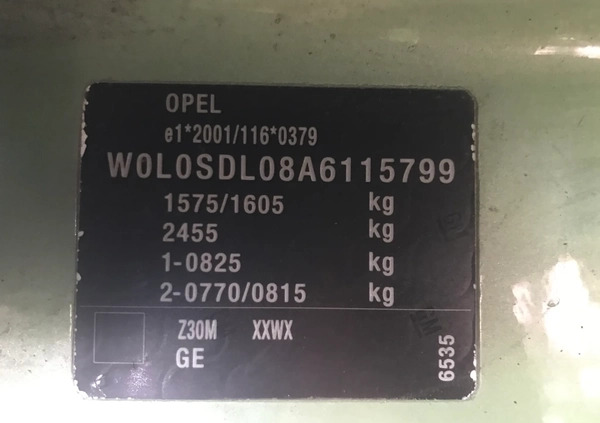 OPEL
e1*2001/116*0379
W0L0SDL08A6115799
1575/1605 kg
2455 kg
1-0825 kg
2-0770/0815 kg
Z30M XXWX
GE
6535